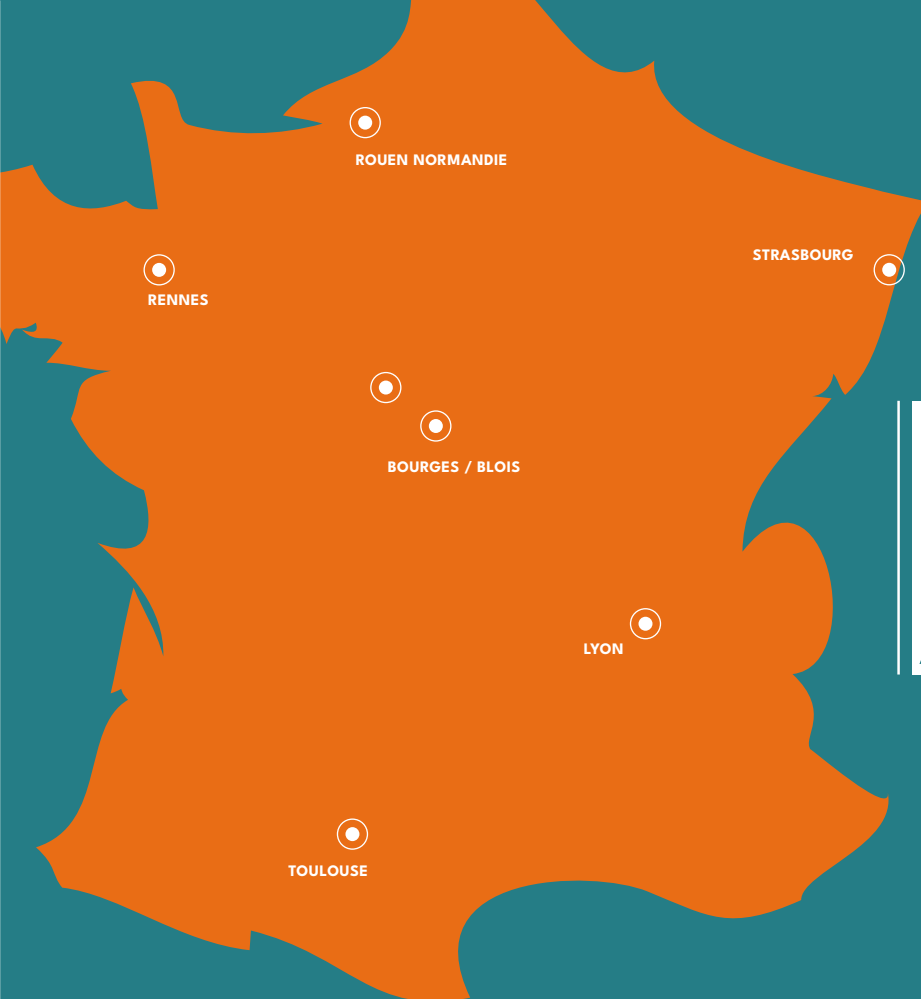 ROUEN NORMANDIE
STRASBOURG
RENNES
BOURGES / BLOIS
LYON
TOULOUSE